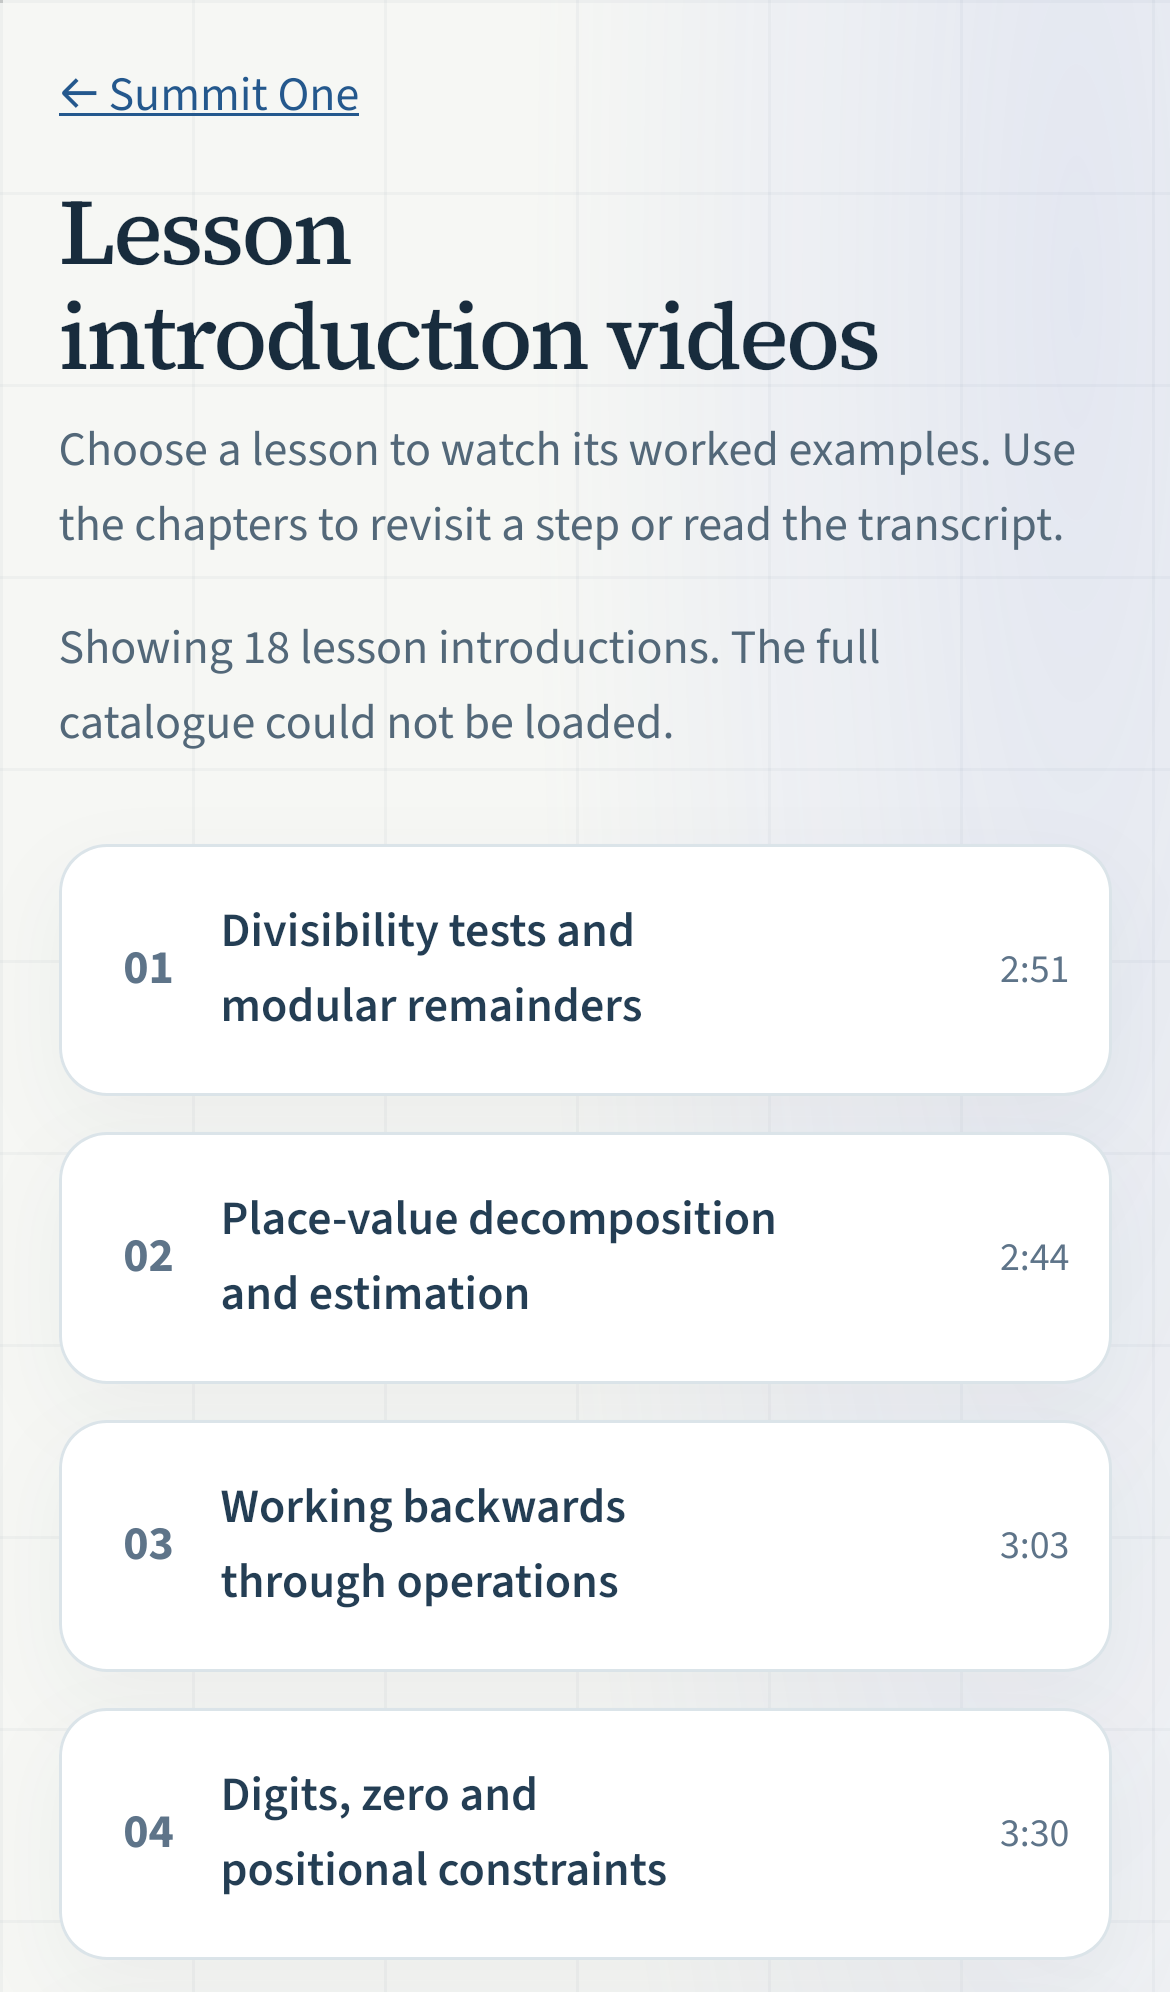 ← Summit One
Lesson
introduction videos
Choose a lesson to watch its worked examples. Use
the chapters to revisit a step or read the transcript.
Showing 18 lesson introductions. The full
catalogue could not be loaded.
01
Divisibility tests and
modular remainders
2:51
02
Place-value decomposition
and estimation
2:44
03
Working backwards
through operations
3:03
04
Digits, zero and
positional constraints
3:30